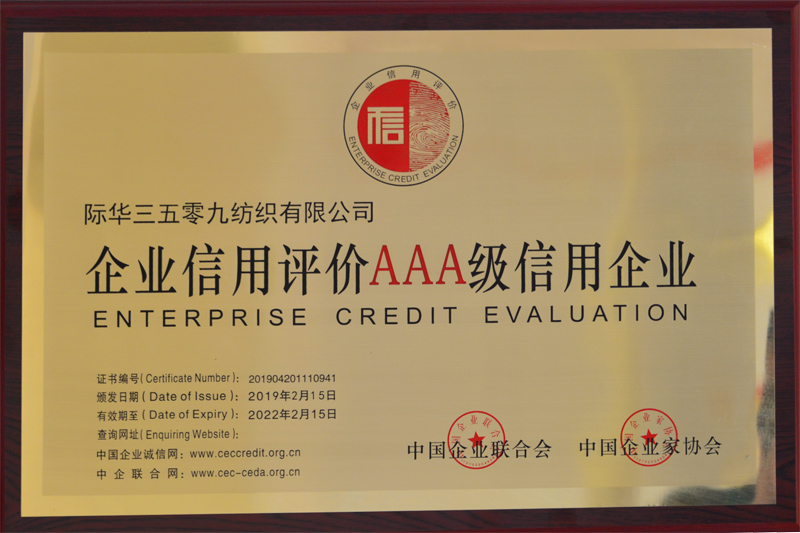 企业信用评价
信
ENTERPRISE CREDIT EVALUATION
际华三五零九纺织有限公司
企业信用评价AAA级信用企业
ENTERPRISE CREDIT EVALUATION
证书编号(Certificate Number): 201904201110941
颁发日期(Date of Issue): 2019年2月15日
有效期至(Date of Expiry): 2022年2月15日
查询网址(Enquiring Website):
中国企业诚信网: www.ceccredit.org.cn
中企联合网: www.cec-ceda.org.cn
中国企业联合会 中国企业家协会